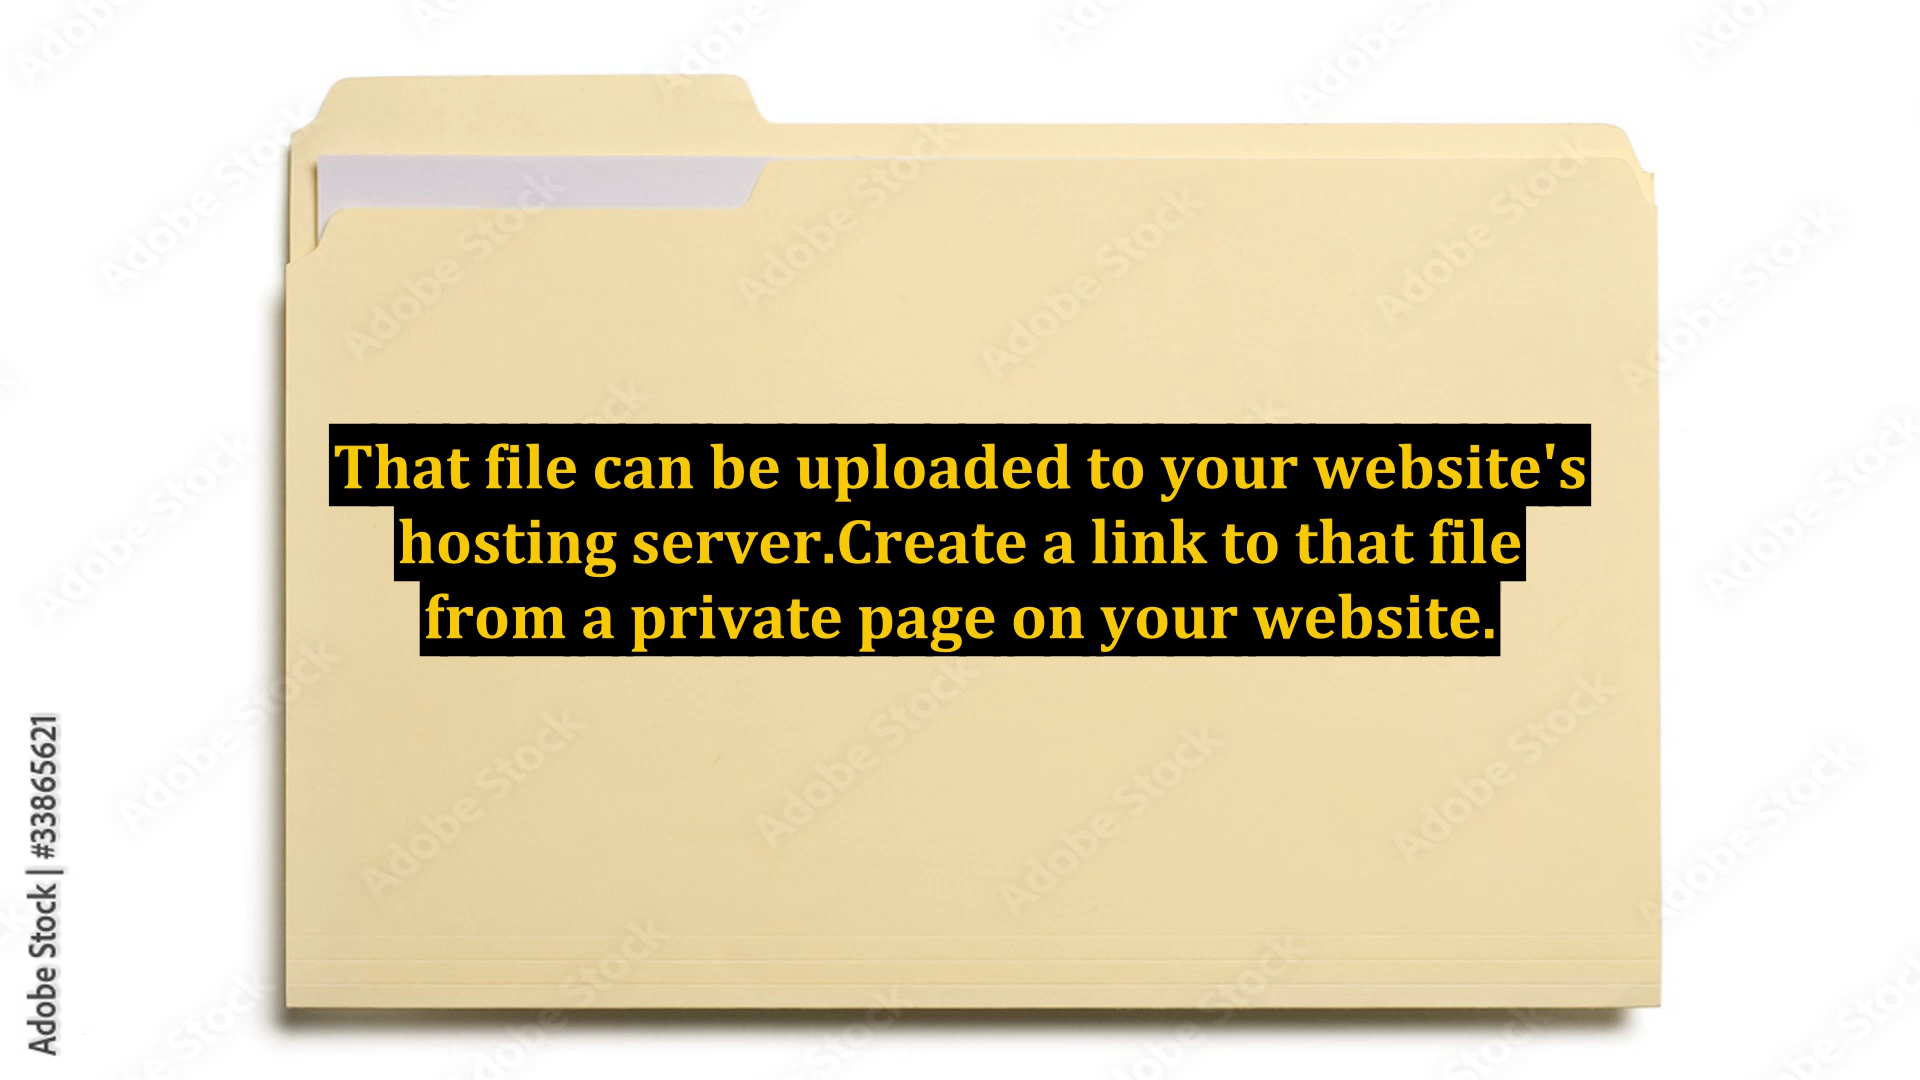 That file can be uploaded to your website's
hosting server.Create a link to that file
from a private page on your website.
Adobe Stock | #338656621